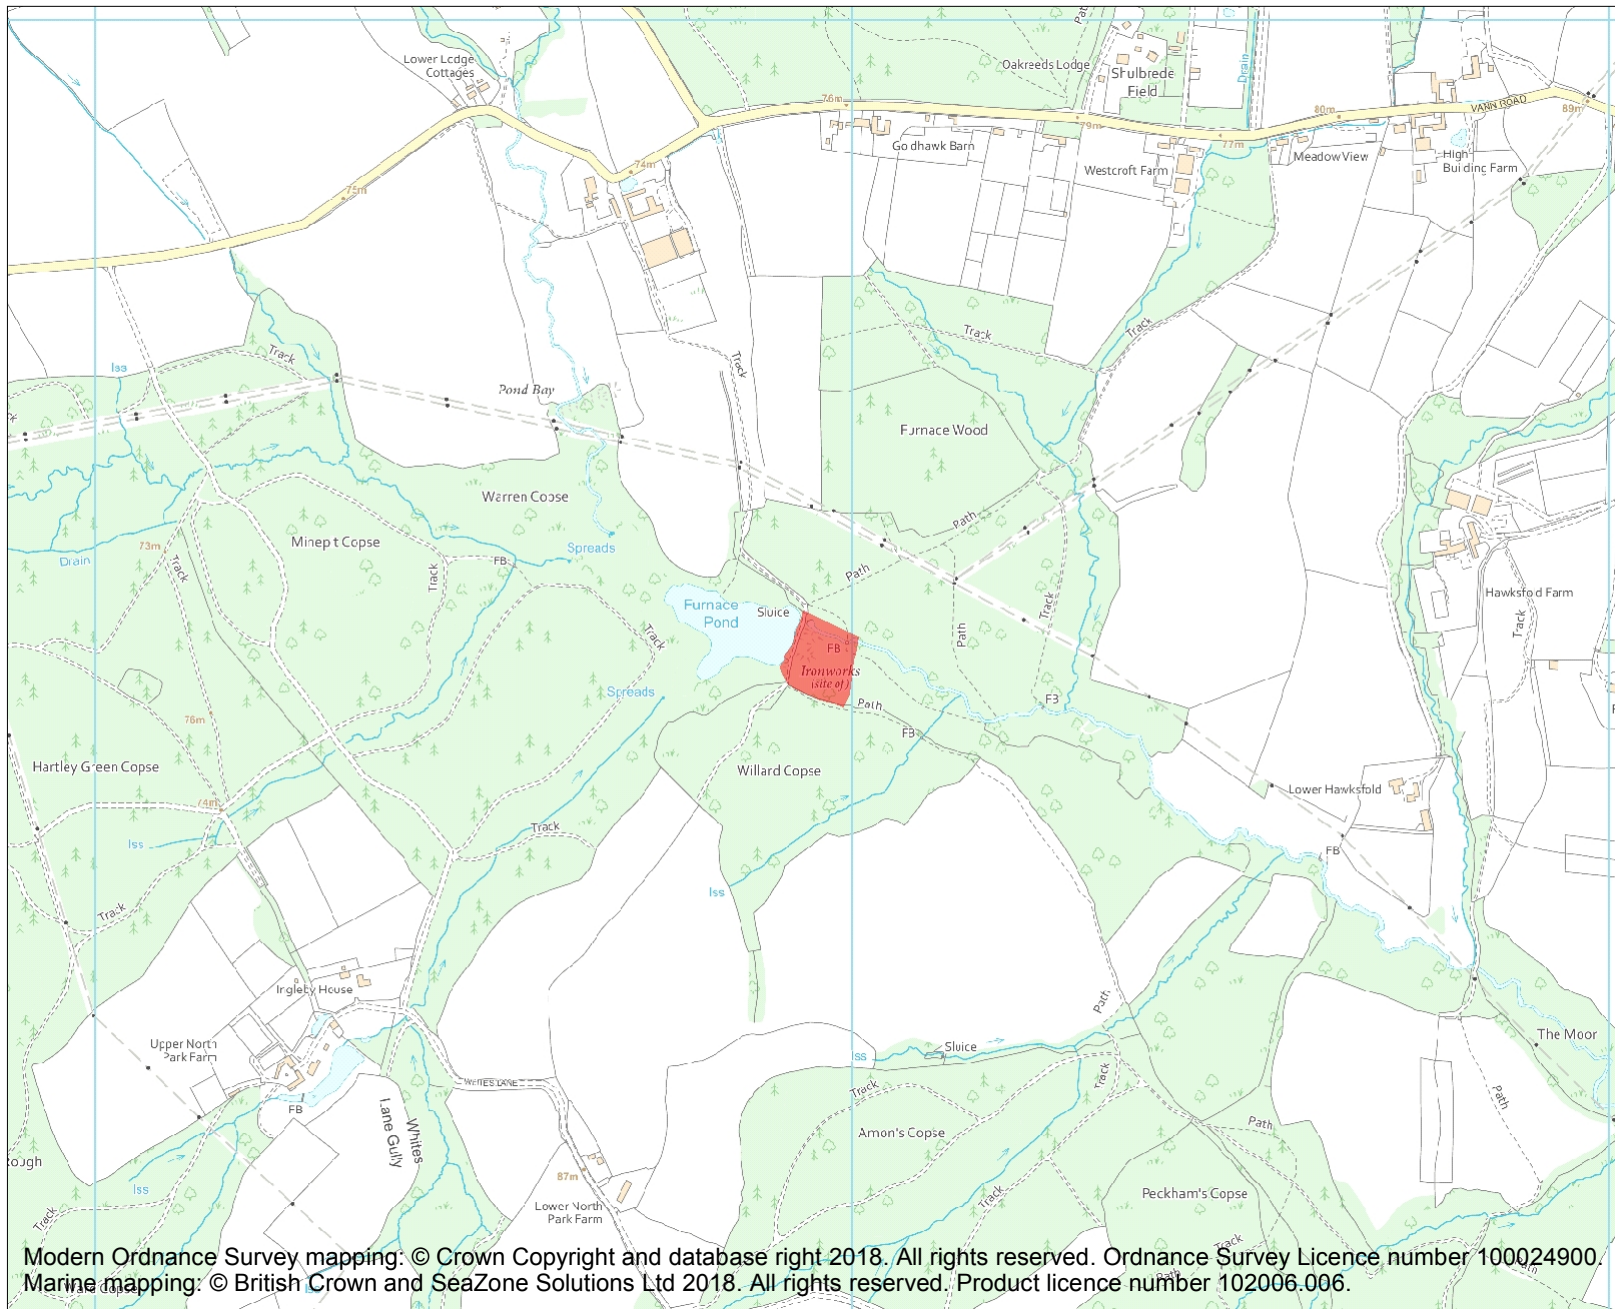 Path
Lower Lodge
Cottages
Oakreeds Lodge
Shulbrede
Field
Drain
76m
79m
77m
80m
VANN ROAD
89m
Godhawk Barn
Westcroft Farm
Meadow View
High
Building Farm
74m
75m
Track
Track
Track
Track
Iss
Pond Bay
Furnace Wood
Warren Copse
Minepit Copse
Spreads
73m
Drain
Track
Track
FB
Path
Path
Path
Track
Furnace
Pond
Sluice
FB
Ironworks
(site of)
Hawksfold Farm
Track
Track
Spreads
Path
FB
FB
76m
Hartley Green Copse
Willard Copse
Lower Hawksfold
74m
Iss
Track
FB
Iss
Track
Ingleby House
Path
Upper North
Park Farm
Iss
Sluice
The Moor
WHITES LANE
FB
Track
Track
Path
Whites
Lane Gully
Amon's Copse
Path
Iss
87m
Track
Peckham's Copse
Lower North
Park Farm
Track
Track
Modern Ordnance Survey mapping: © Crown Copyright and database right 2018. All rights reserved. Ordnance Survey Licence number 100024900.
Marine mapping: © British Crown and SeaZone Solutions Ltd 2018. All rights reserved. Product licence number 102006.006.